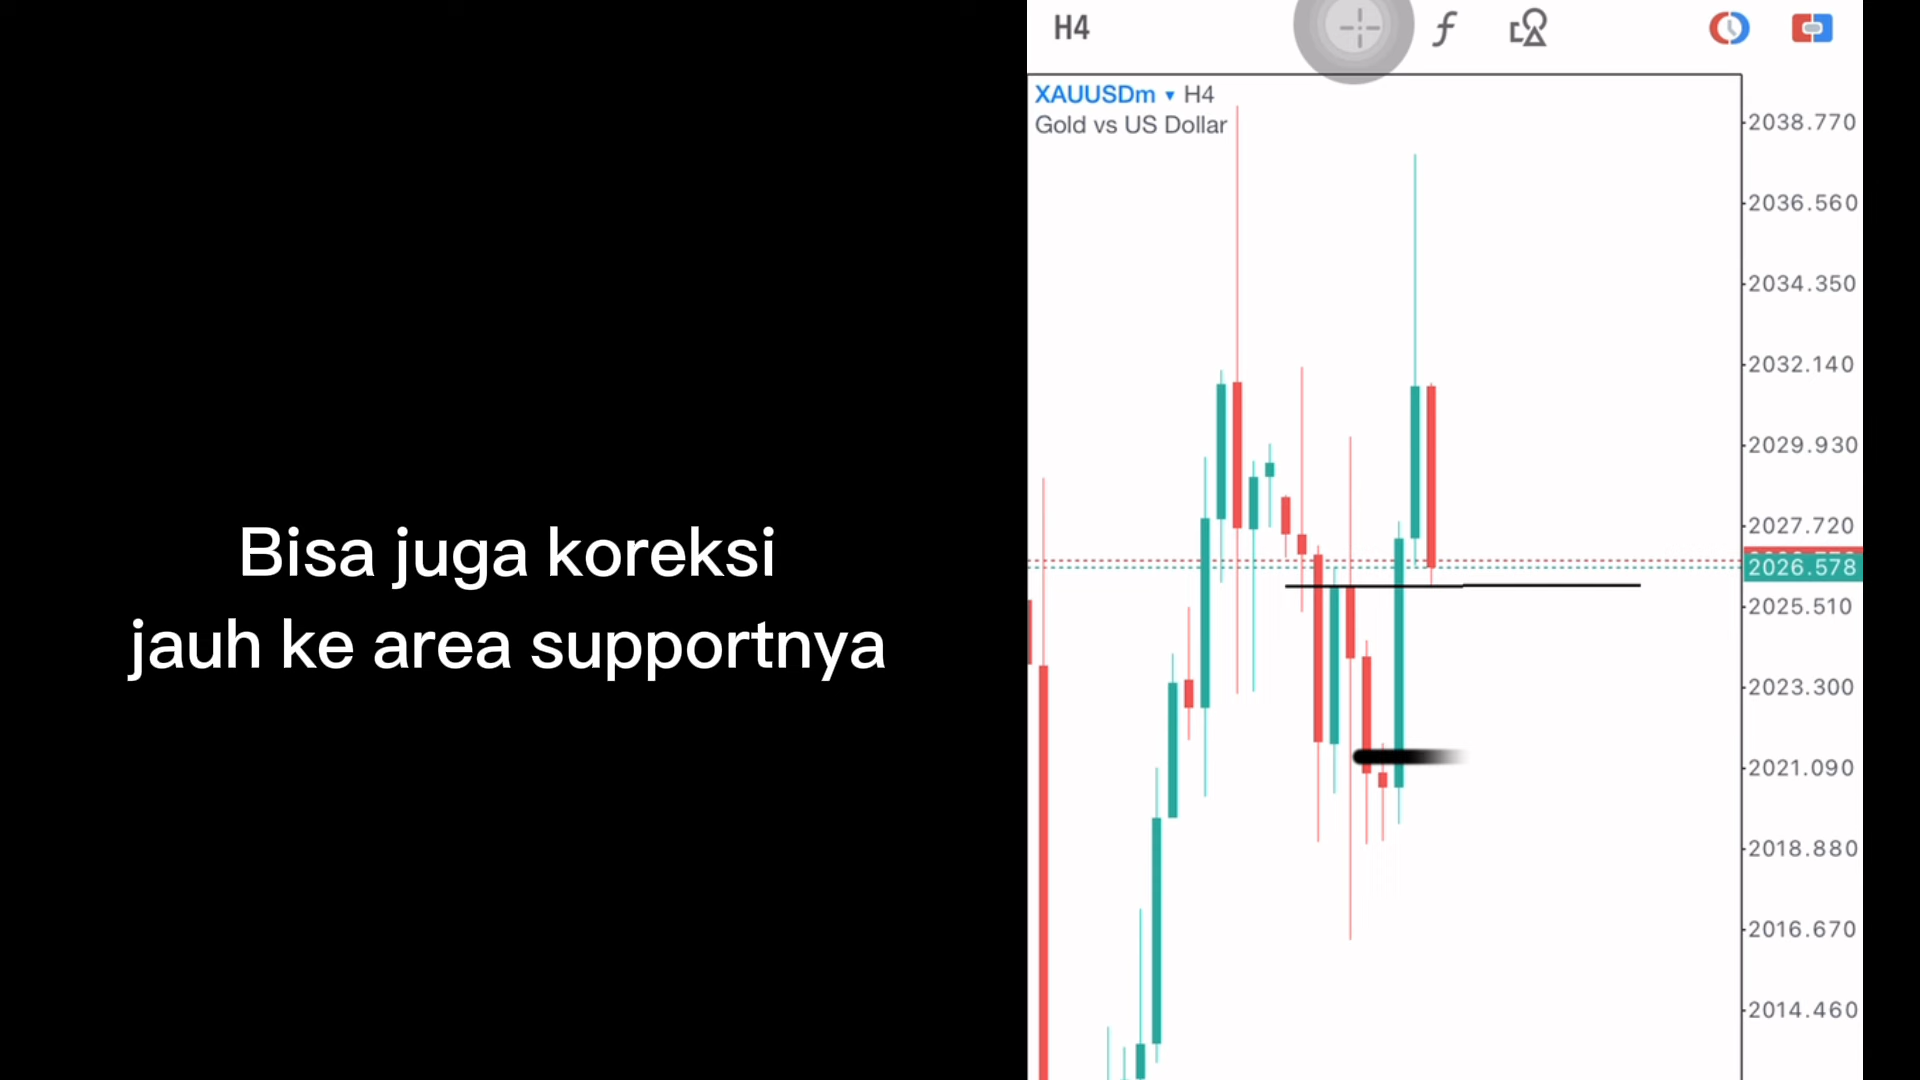 Bisa juga koreksi
jauh ke area supportnya
H4
XAUUSDm ▾ H4
Gold vs US Dollar
2038.770
2036.560
2034.350
2032.140
2029.930
2027.720
2026.578
2025.510
2023.300
2021.090
2018.880
2016.670
2014.460